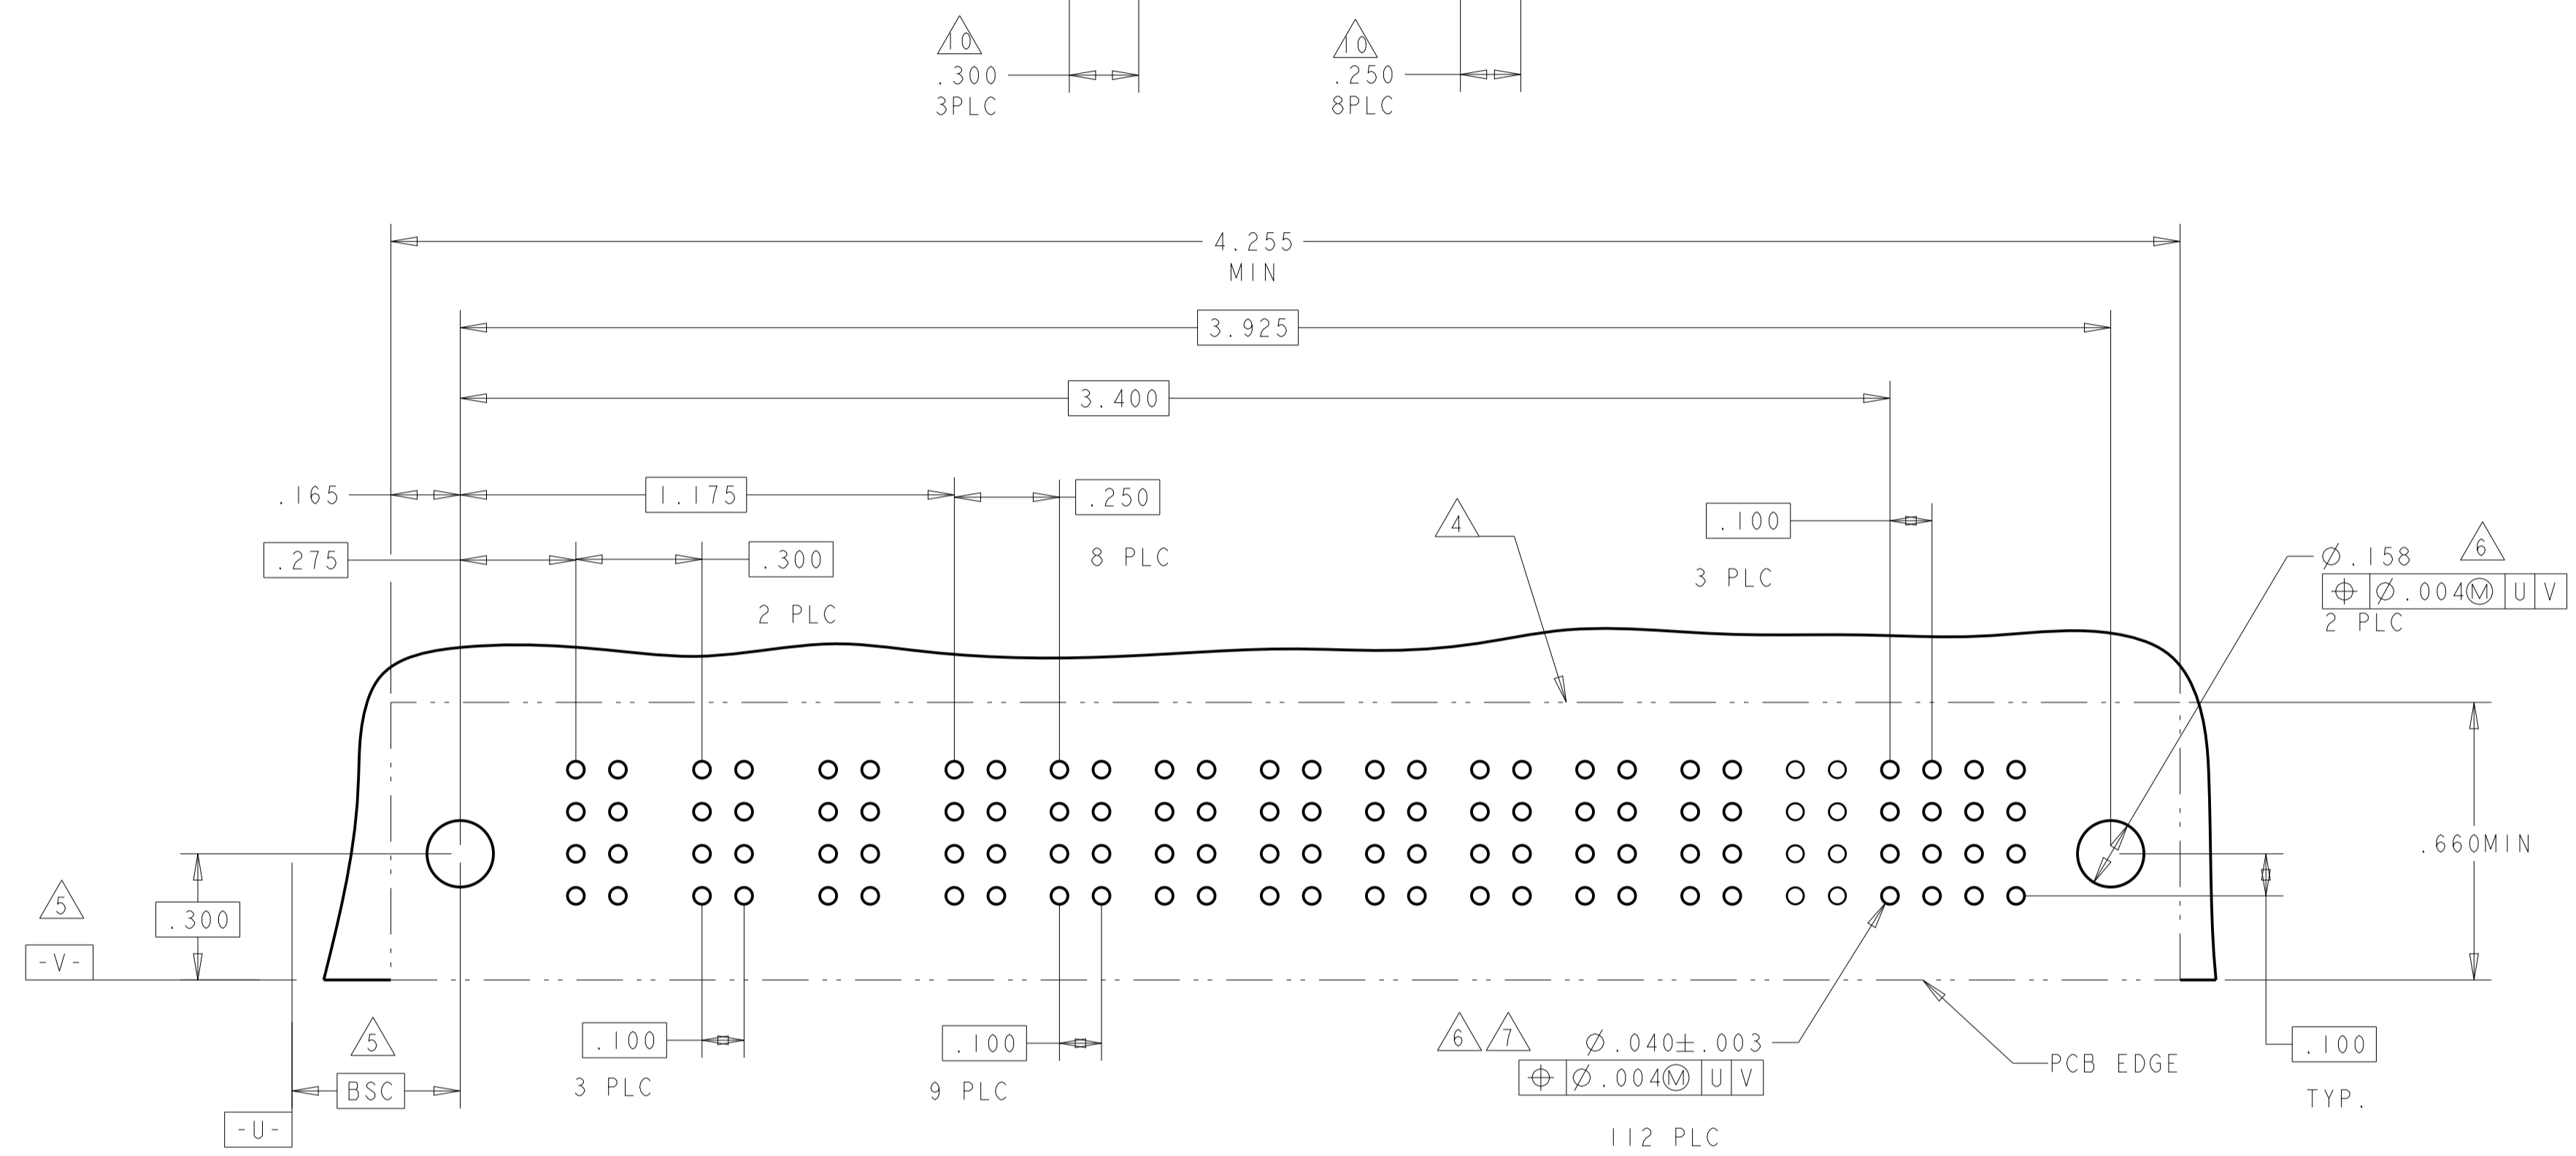 10
.300
3PLC
10
.250
8PLC
4.255
MIN
3.925
3.400
.165
1.175
.250
8 PLC
.275
.300
2 PLC
4
.100
3 PLC
6
Ø.158
⌖ Ø.004Ⓜ U V
2 PLC
.660MIN
5
.300
-V-
5
BSC
-U-
.100
3 PLC
.100
9 PLC
6 7
Ø.040±.003
⌖ Ø.004Ⓜ U V
112 PLC
PCB EDGE
.100
TYP.